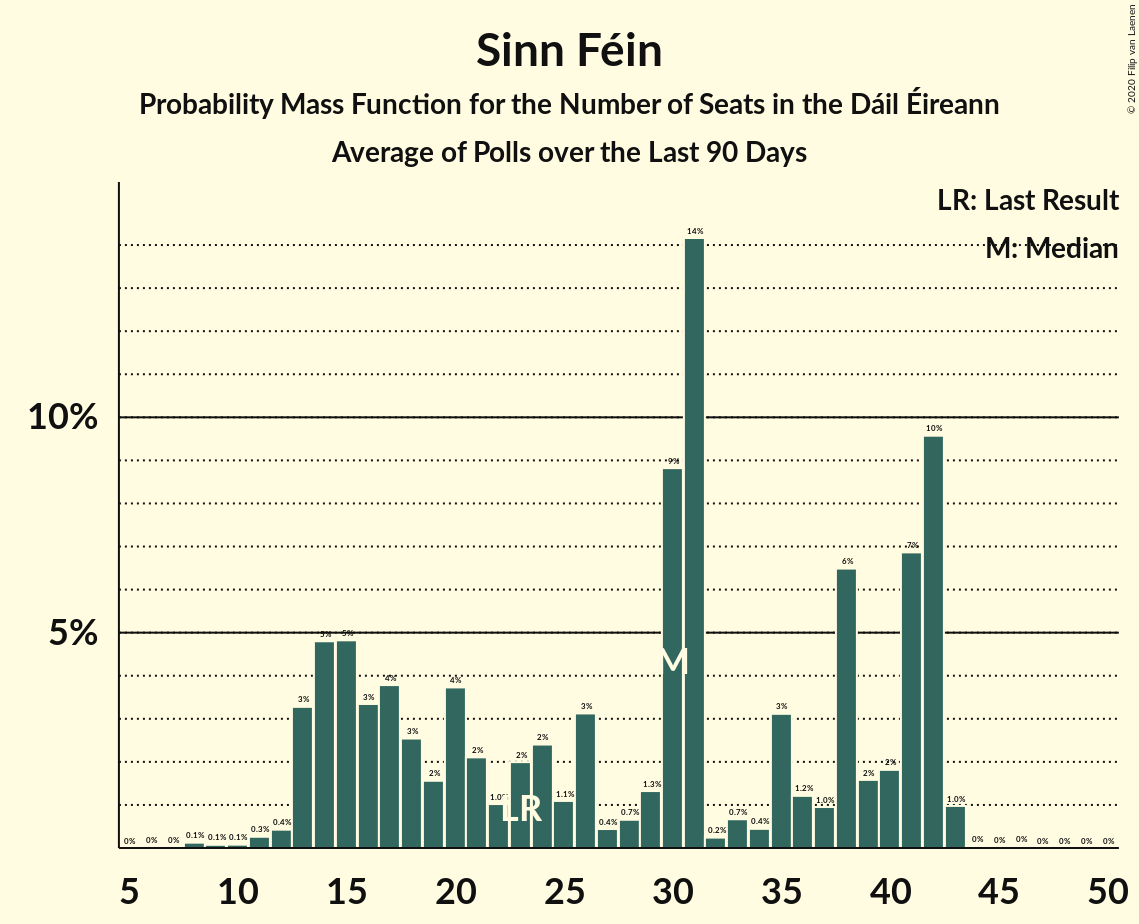 Sinn Féin
Probability Mass Function for the Number of Seats in the Dáil Éireann
Average of Polls over the Last 90 Days
© 2020 Filip van Laenen
LR: Last Result
M: Median
10%
5%
0% 0% 0% 0.1% 0.1% 0.1% 0.3% 0.4% 3% 5% 5% 3% 4% 3% 2% 4% 2% 1.0% 2% 2% 1.1% 3% 0.4% 0.7% 1.3% 9% 14% 0.2% 0.7% 0.4% 3% 1.2% 1.0% 6% 2% 2% 7% 10% 1.0% 0% 0% 0% 0% 0% 0% 0%
M
LR
5 10 15 20 25 30 35 40 45 50